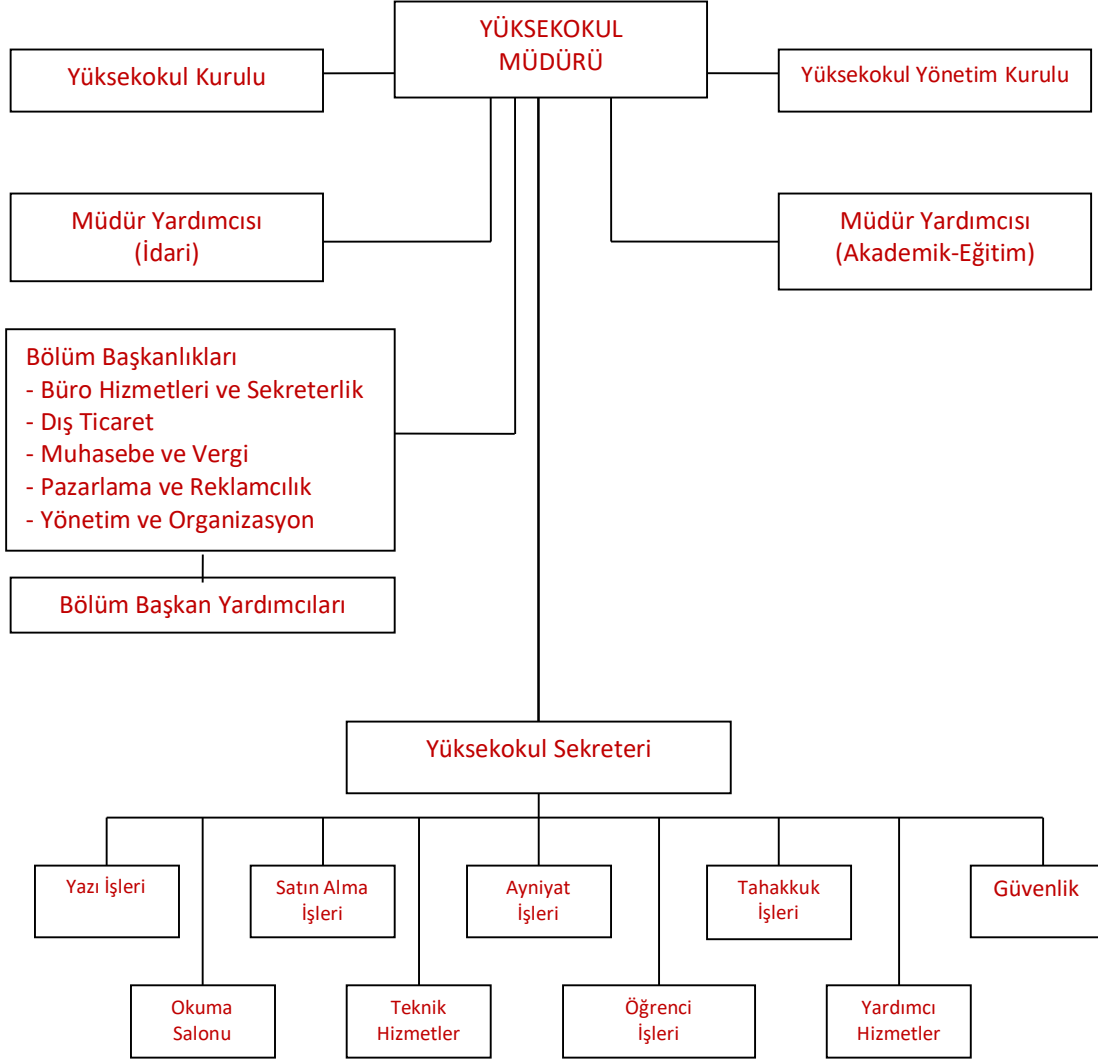 YÜKSEKOKUL
MÜDÜRÜ
Yüksekokul Kurulu
Yüksekokul Yönetim Kurulu
Müdür Yardımcısı
(İdari)
Müdür Yardımcısı
(Akademik-Eğitim)
Bölüm Başkanlıkları
- Büro Hizmetleri ve Sekreterlik
- Dış Ticaret
- Muhasebe ve Vergi
- Pazarlama ve Reklamcılık
- Yönetim ve Organizasyon
Bölüm Başkan Yardımcıları
Yüksekokul Sekreteri
Yazı İşleri
Satın Alma
İşleri
Ayniyat
İşleri
Tahakkuk
İşleri
Güvenlik
Okuma
Salonu
Teknik
Hizmetler
Öğrenci
İşleri
Yardımcı
Hizmetler